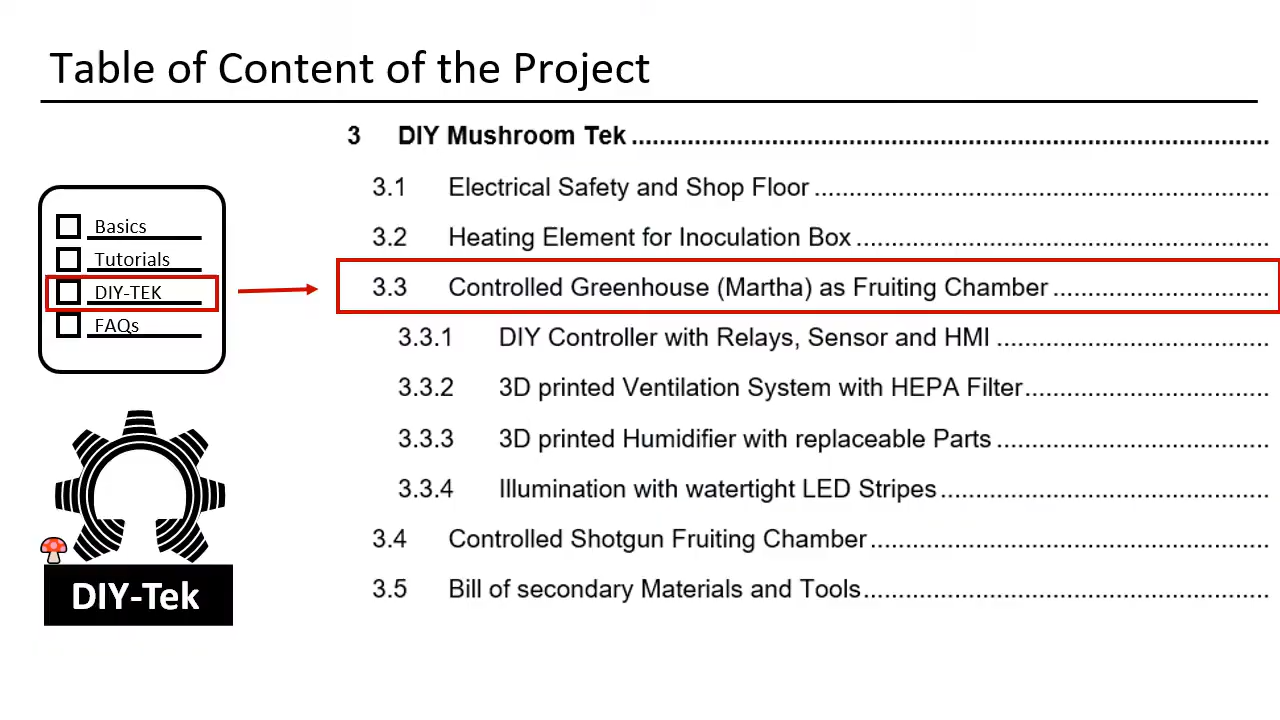 Table of Content of the Project
3 DIY Mushroom Tek ..........................................................................................
3.1 Electrical Safety and Shop Floor ................................................................
3.2 Heating Element for Inoculation Box ..........................................................
3.3 Controlled Greenhouse (Martha) as Fruiting Chamber ...............................
3.3.1 DIY Controller with Relays, Sensor and HMI .......................................
3.3.2 3D printed Ventilation System with HEPA Filter...................................
3.3.3 3D printed Humidifier with replaceable Parts .......................................
3.3.4 Illumination with watertight LED Stripes...............................................
3.4 Controlled Shotgun Fruiting Chamber.........................................................
3.5 Bill of secondary Materials and Tools..........................................................
Basics
Tutorials
DIY-TEK
FAQs
DIY-Tek